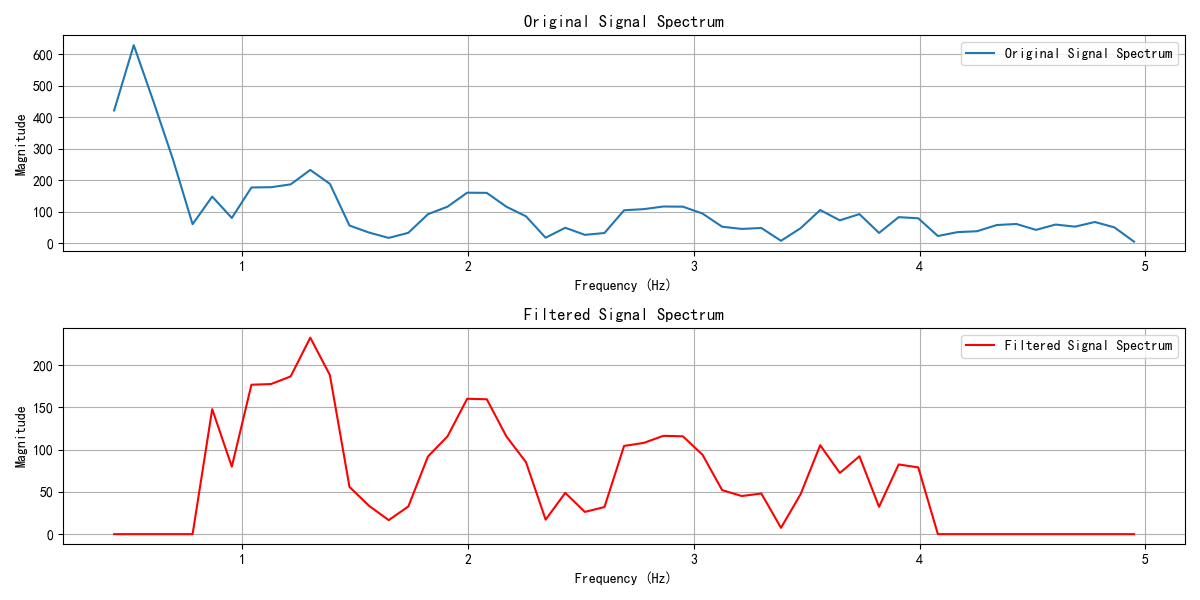 Original Signal Spectrum
Original Signal Spectrum
Magnitude
600
500
400
300
200
100
0
1
2
3
4
5
Frequency (Hz)
Filtered Signal Spectrum
Filtered Signal Spectrum
Magnitude
200
150
100
50
0
1
2
3
4
5
Frequency (Hz)